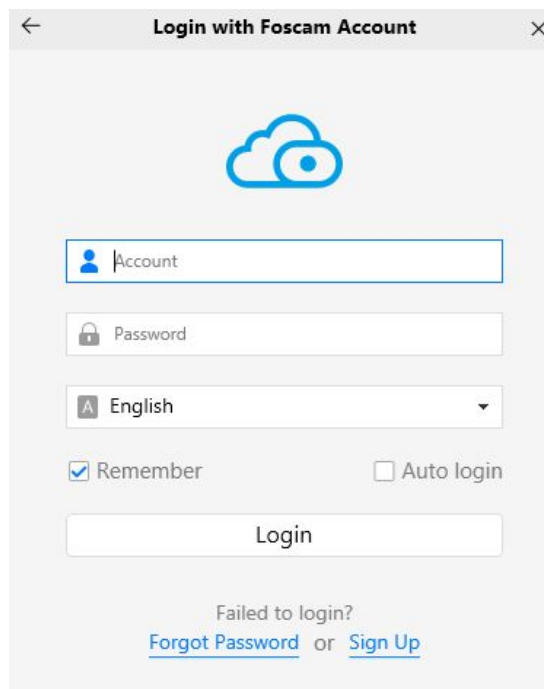 Login with Foscam Account
Account
Password
A English
Remember Auto login
Login
Failed to login?
Forgot Password or Sign Up